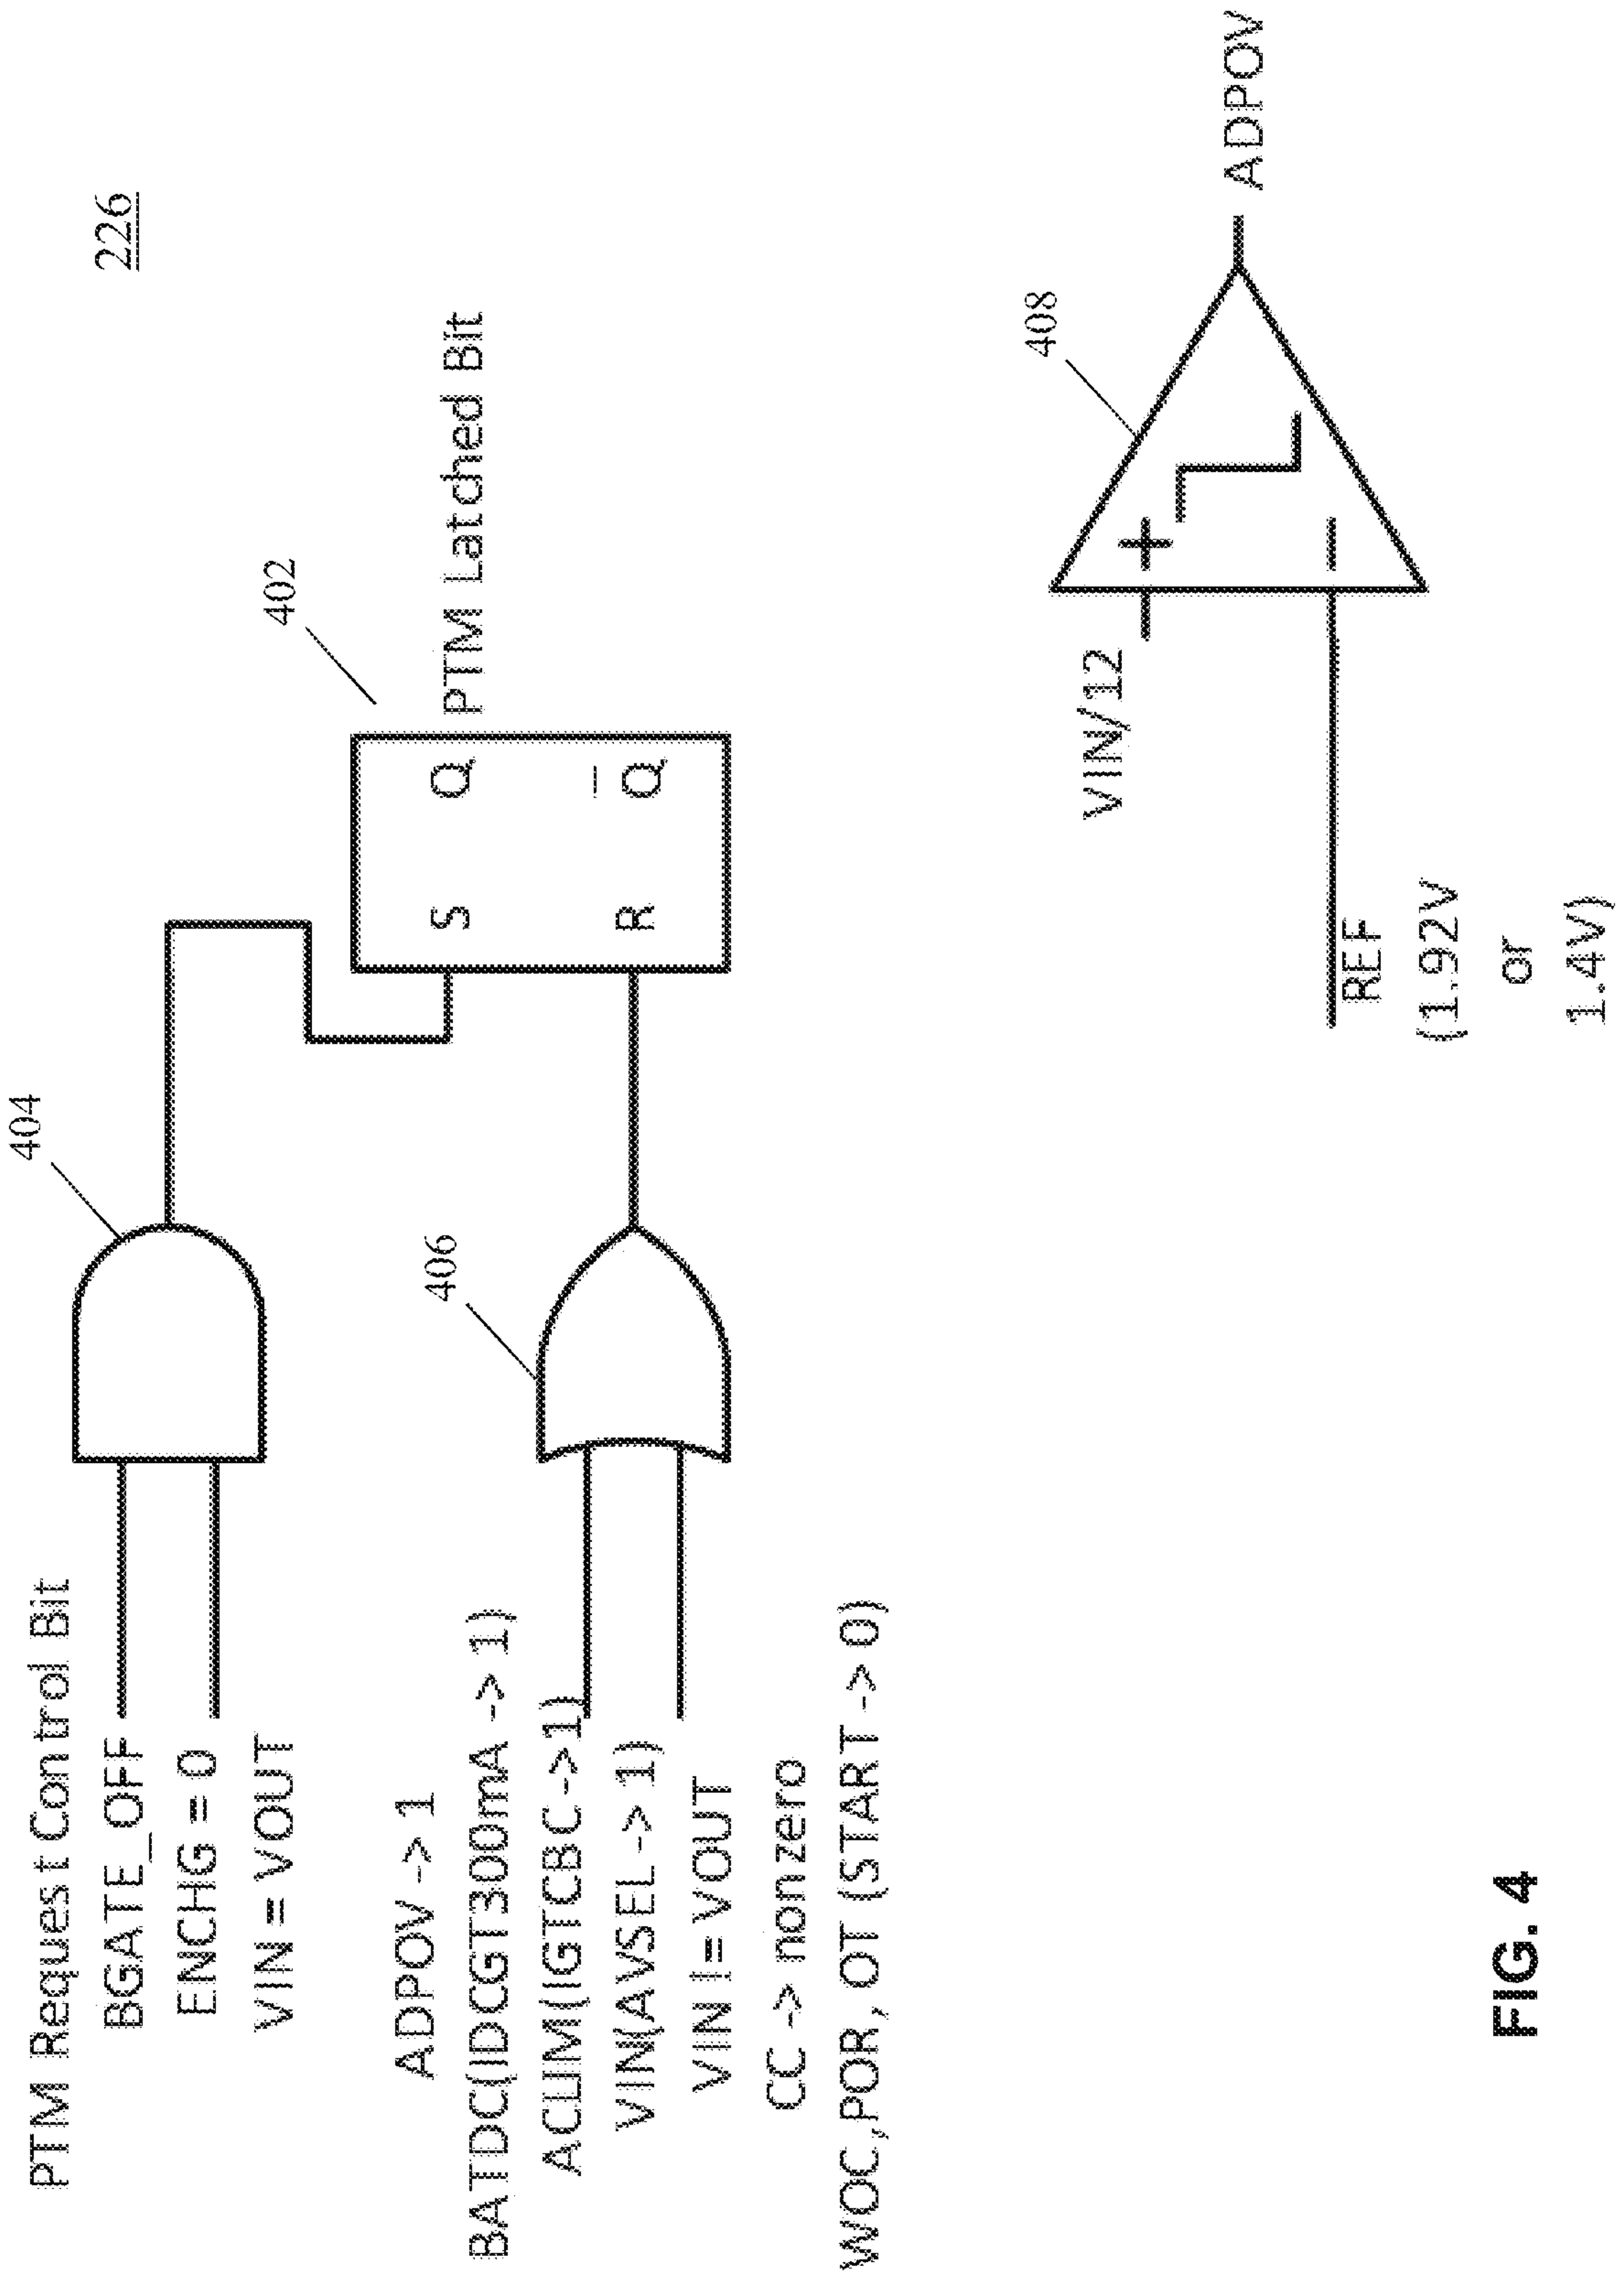 226
404
PTM Request Control Bit
BGATE_OFF
ENCHG = 0
VIN = VOUT
402
S Q
PTM Latched Bit
R Q
406
ADPOV -> 1
BATDC(IDCGT300mA -> 1)
ACLIM(IGTCBC ->1)
VIN(AVSEL -> 1)
VIN != VOUT
CC -> nonzero
WOC,POR, OT (START -> 0)
408
VIN/12
+
−
ADPOV
REF
(1.92V
or
1.4V)
FIG. 4